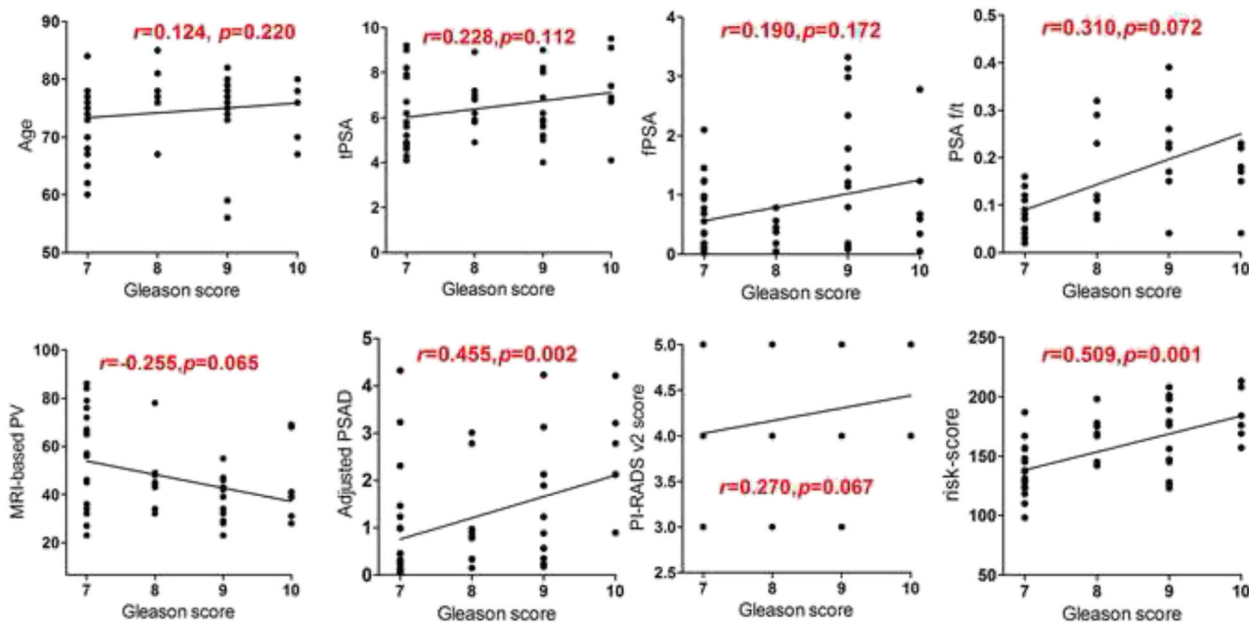 r=0.124, p=0.220
Age
90
80
70
60
50
7 8 9 10
Gleason score
r=0.228,p=0.112
tPSA
10
8
6
4
2
0
7 8 9 10
Gleason score
r=0.190,p=0.172
fPSA
4
3
2
1
0
7 8 9 10
Gleason score
r=0.310,p=0.072
PSA f/t
0.5
0.4
0.3
0.2
0.1
0.0
7 8 9 10
Gleason score
r=-0.255,p=0.065
MRI-based PV
100
80
60
40
20
7 8 9 10
Gleason score
r=0.455,p=0.002
Adjusted PSAD
5
4
3
2
1
0
7 8 9 10
Gleason score
r=0.270,p=0.067
PI-RADS v2 score
5.0
4.5
4.0
3.5
3.0
2.5
7 8 9 10
Gleason score
r=0.509,p=0.001
risk-score
250
200
150
100
50
7 8 9 10
Gleason score